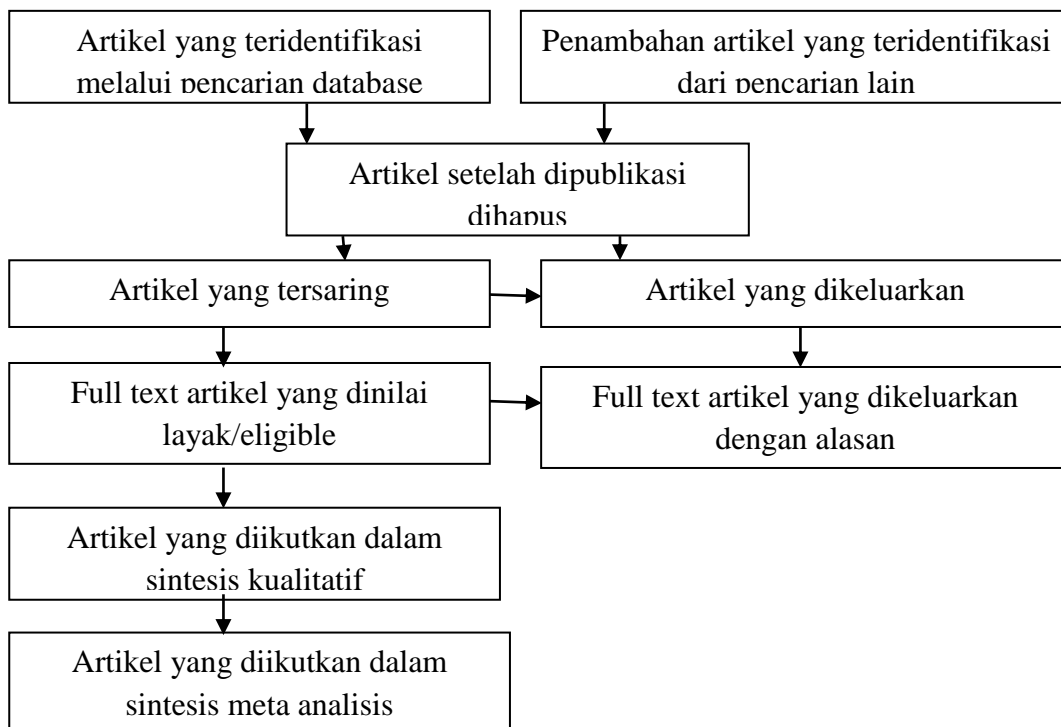 Artikel yang teridentifikasi
melalui pencarian database
Penambahan artikel yang teridentifikasi
dari pencarian lain
Artikel setelah dipublikasi
dihapus
Artikel yang tersaring
Artikel yang dikeluarkan
Full text artikel yang dinilai
layak/eligible
Full text artikel yang dikeluarkan
dengan alasan
Artikel yang diikutkan dalam
sintesis kualitatif
Artikel yang diikutkan dalam
sintesis meta analisis